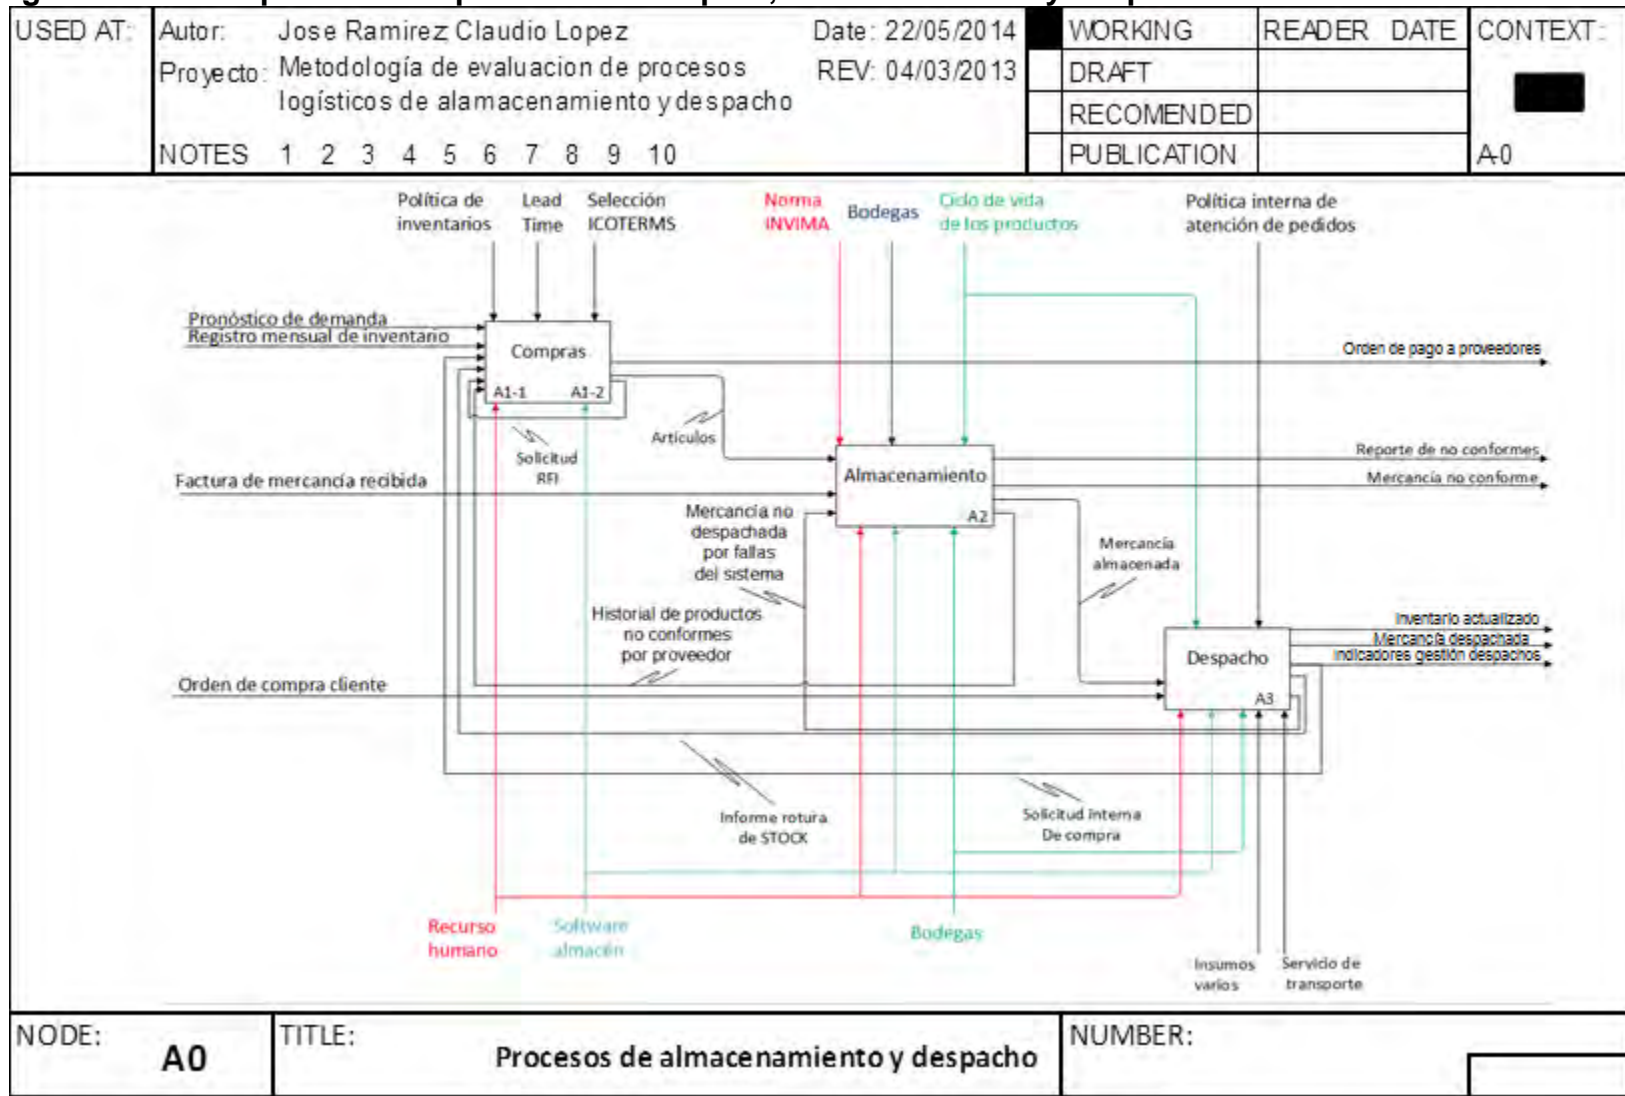 USED AT:
Autor: Jose Ramirez Claudio Lopez
Date: 22/05/2014
Proyecto: Metodología de evaluacion de procesos
logísticos de alamacenamiento y despacho
REV: 04/03/2013
NOTES 1 2 3 4 5 6 7 8 9 10
WORKING
READER DATE
CONTEXT:
DRAFT
RECOMENDED
PUBLICATION
A-0
Política de
inventarios
Lead
Time
Selección
ICOTERMS
Norma
INVIMA
Bodegas
Ciclo de vida
de los productos
Política interna de
atención de pedidos
Pronóstico de demanda
Registro mensual de inventario
Compras
A1-1 A1-2
Orden de pago a proveedores
Artículos
Solicitud
RFI
Factura de mercancía recibida
Almacenamiento
A2
Reporte de no conformes
Mercancía no conforme
Mercancía no
despachada
por fallas
del sistema
Mercancía
almacenada
Historial de productos
no conformes
por proveedor
Orden de compra cliente
Despacho
A3
Inventario actualizado
Mercancía despachada
Indicadores gestión despachos
Informe rotura
de STOCK
Solicitud interna
De compra
Recurso
humano
Software
almacén
Bodegas
Insumos
varios
Servicio de
transporte
NODE:
A0
TITLE:
Procesos de almacenamiento y despacho
NUMBER: